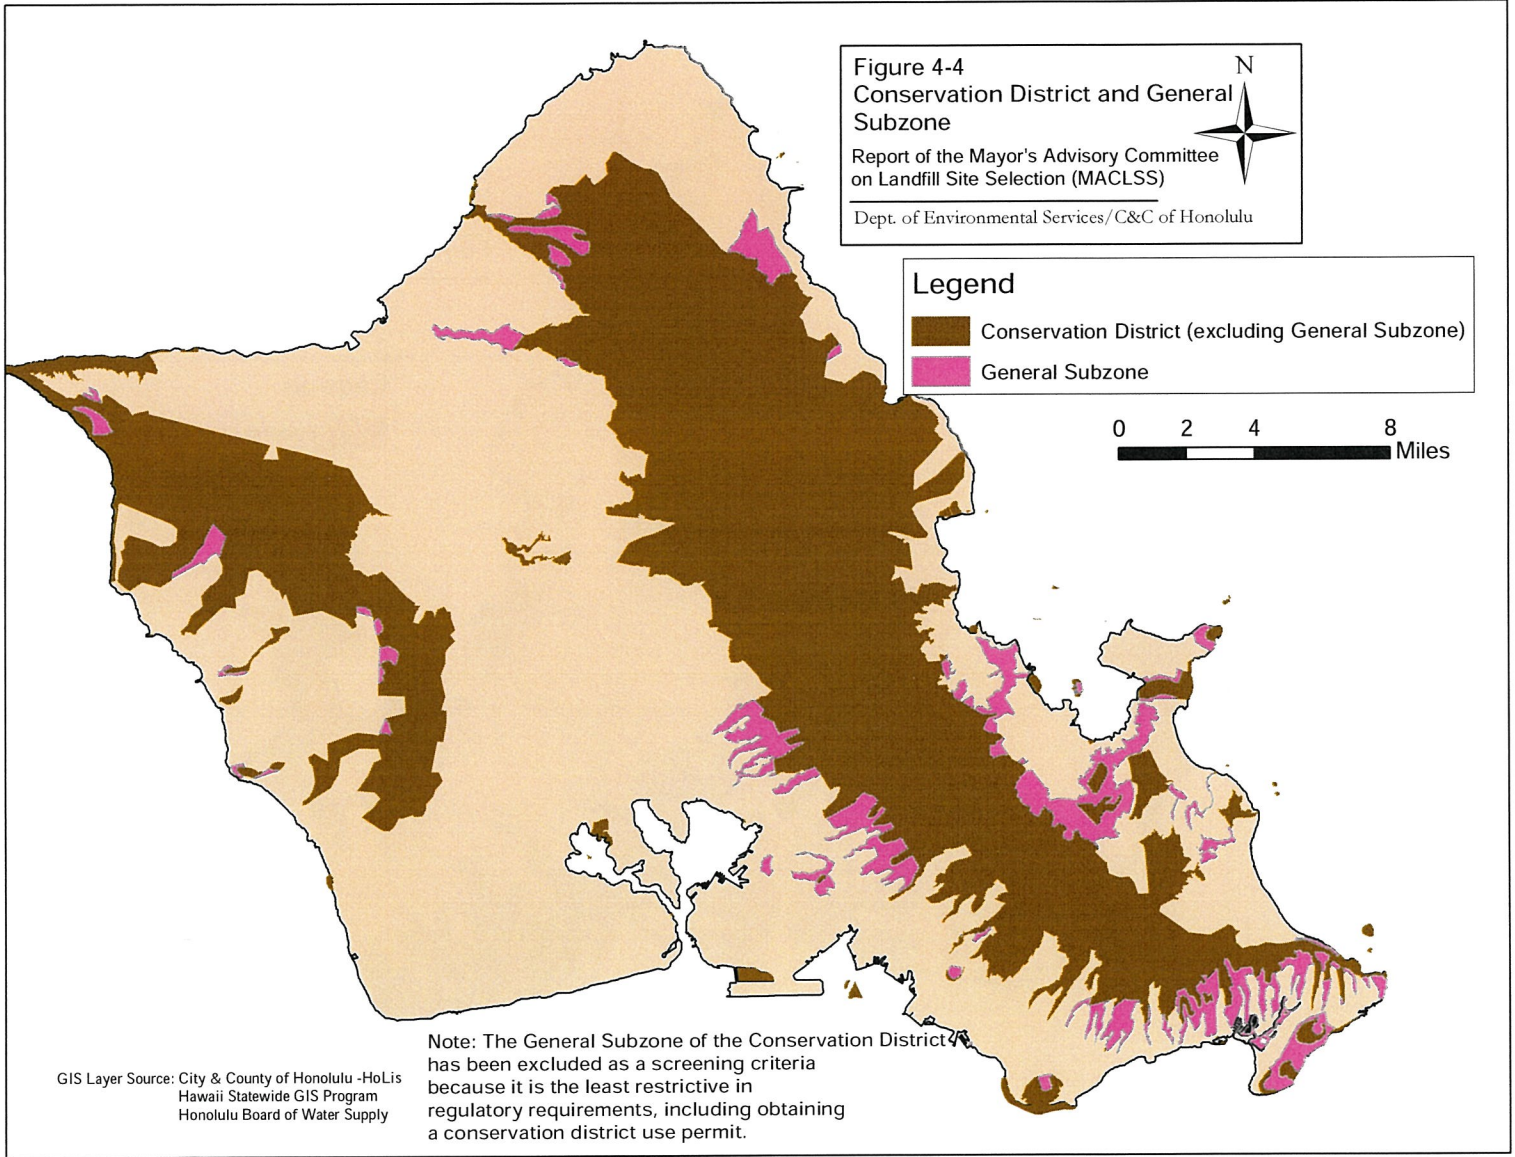 Figure 4-4
Conservation District and General
Subzone
Report of the Mayor's Advisory Committee
on Landfill Site Selection (MACLSS)
Dept. of Environmental Services/C&C of Honolulu
N
Legend
Conservation District (excluding General Subzone)
General Subzone
0 2 4 8
Miles
Note: The General Subzone of the Conservation District
has been excluded as a screening criteria
because it is the least restrictive in
regulatory requirements, including obtaining
a conservation district use permit.
GIS Layer Source: City & County of Honolulu -HoLis
Hawaii Statewide GIS Program
Honolulu Board of Water Supply